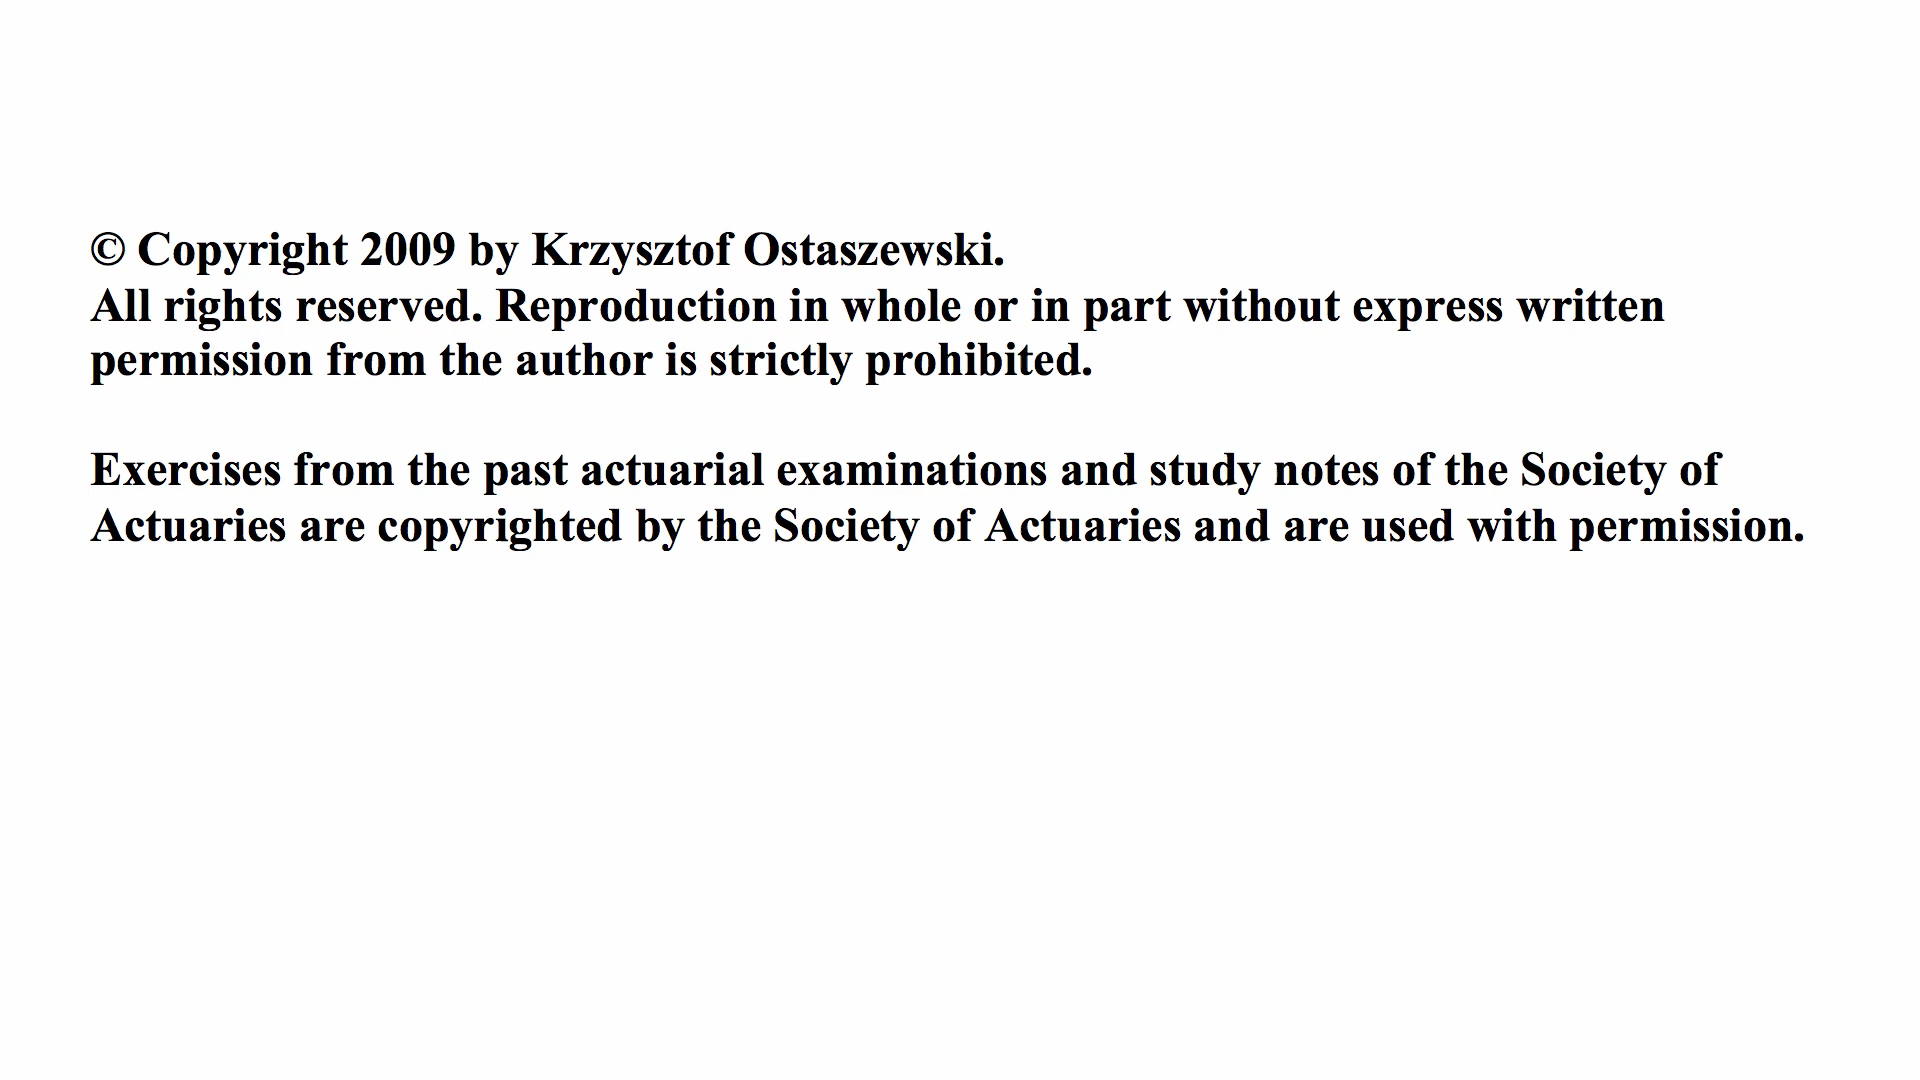 © Copyright 2009 by Krzysztof Ostaszewski.
All rights reserved. Reproduction in whole or in part without express written
permission from the author is strictly prohibited.
Exercises from the past actuarial examinations and study notes of the Society of
Actuaries are copyrighted by the Society of Actuaries and are used with permission.